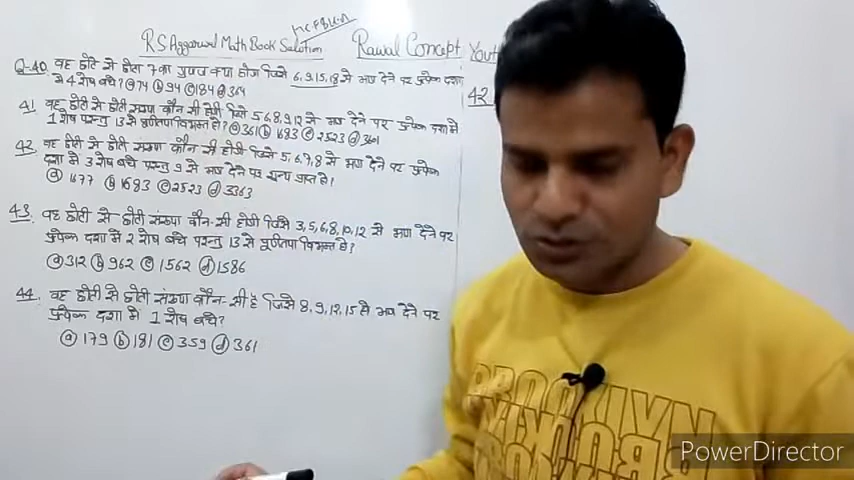 RS Aggarwal Math Book Solution
Rawal Concept Yout
Q-40. वह छोटे से छोटा 7 का गुणज क्या होगा जिसे 6, 9, 15, 18 से भाग देने पर प्रत्येक दशा
मे 4 शेष बचे? ⓐ 74 ⓑ 94 ⓒ 184 ⓓ 364
41. वह छोटी से छोटी संख्या कौन सी होगी जिसे 5,6,8,9,12 से भाग देने पर प्रत्येक दशा मे
1 शेष परन्तु 13 से पूर्णतया विभक्त हो? ⓐ 361 ⓑ 1683 ⓒ 2523 ⓓ 3601
42. वह छोटी से छोटी संख्या कौन सी होगी जिसे 5, 6, 7, 8 से भाग देने पर प्रत्येक
दशा मे 3 शेष बचे परन्तु 9 से भाग देने पर शून्य प्राप्त हो।
ⓐ 1677 ⓑ 1683 ⓒ 2523 ⓓ 3363
43. वह छोटी से छोटी संख्या कौन-सी होगी जिसे 3, 5, 6, 8, 10, 12 से भाग देने पर
प्रत्येक दशा मे 2 शेष बचे परन्तु 13 से पूर्णतया विभक्त हो?
ⓐ 312 ⓑ 962 ⓒ 1562 ⓓ 1586
44. वह छोटी से छोटी संख्या कौन-सी है जिसे 8, 9, 12, 15 से भाग देने पर
प्रत्येक दशा मे 1 शेष बचे?
ⓐ 179 ⓑ 181 ⓒ 359 ⓓ 361
42
PowerDirector